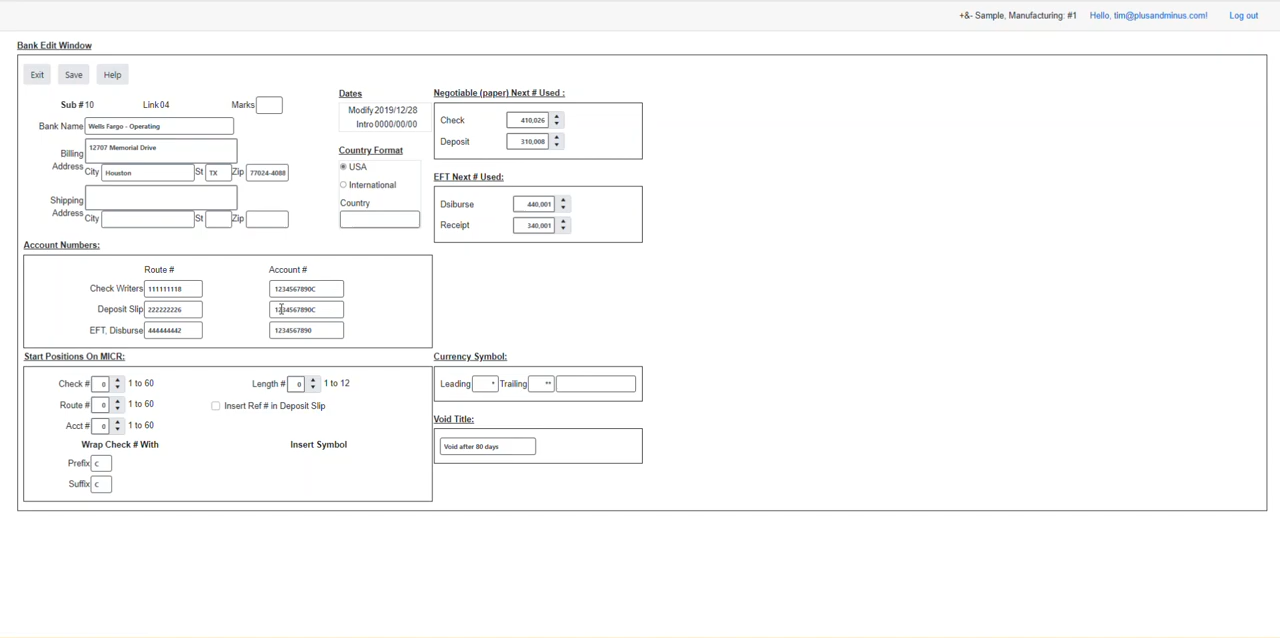 +&- Sample, Manufacturing: #1 Hello, tim@plusandminus.com! Log out
Bank Edit Window
Exit Save Help
Sub # 10 Link 04 Marks
Bank Name Wells Fargo - Operating
Billing Address 12707 Memorial Drive
City Houston St TX Zip 77024-4088
Shipping Address
City St Zip
Dates
Modify 2019/12/28
Intro 0000/00/00
Country Format
USA
International
Country
Negotiable (paper) Next # Used :
Check 410,026
Deposit 310,008
EFT Next # Used:
Dsiburse 440,001
Receipt 340,001
Account Numbers:
Route # Account #
Check Writers 111111118 1234567890C
Deposit Slip 222222226 1234567890C
EFT, Disburse 444444442 1234567890
Start Positions On MICR:
Check # 0 1 to 60 Length # 0 1 to 12
Route # 0 1 to 60 Insert Ref # in Deposit Slip
Acct # 0 1 to 60
Wrap Check # With Insert Symbol
Prefix C
Suffix C
Currency Symbol:
Leading * Trailing **
Void Title:
Void after 80 days